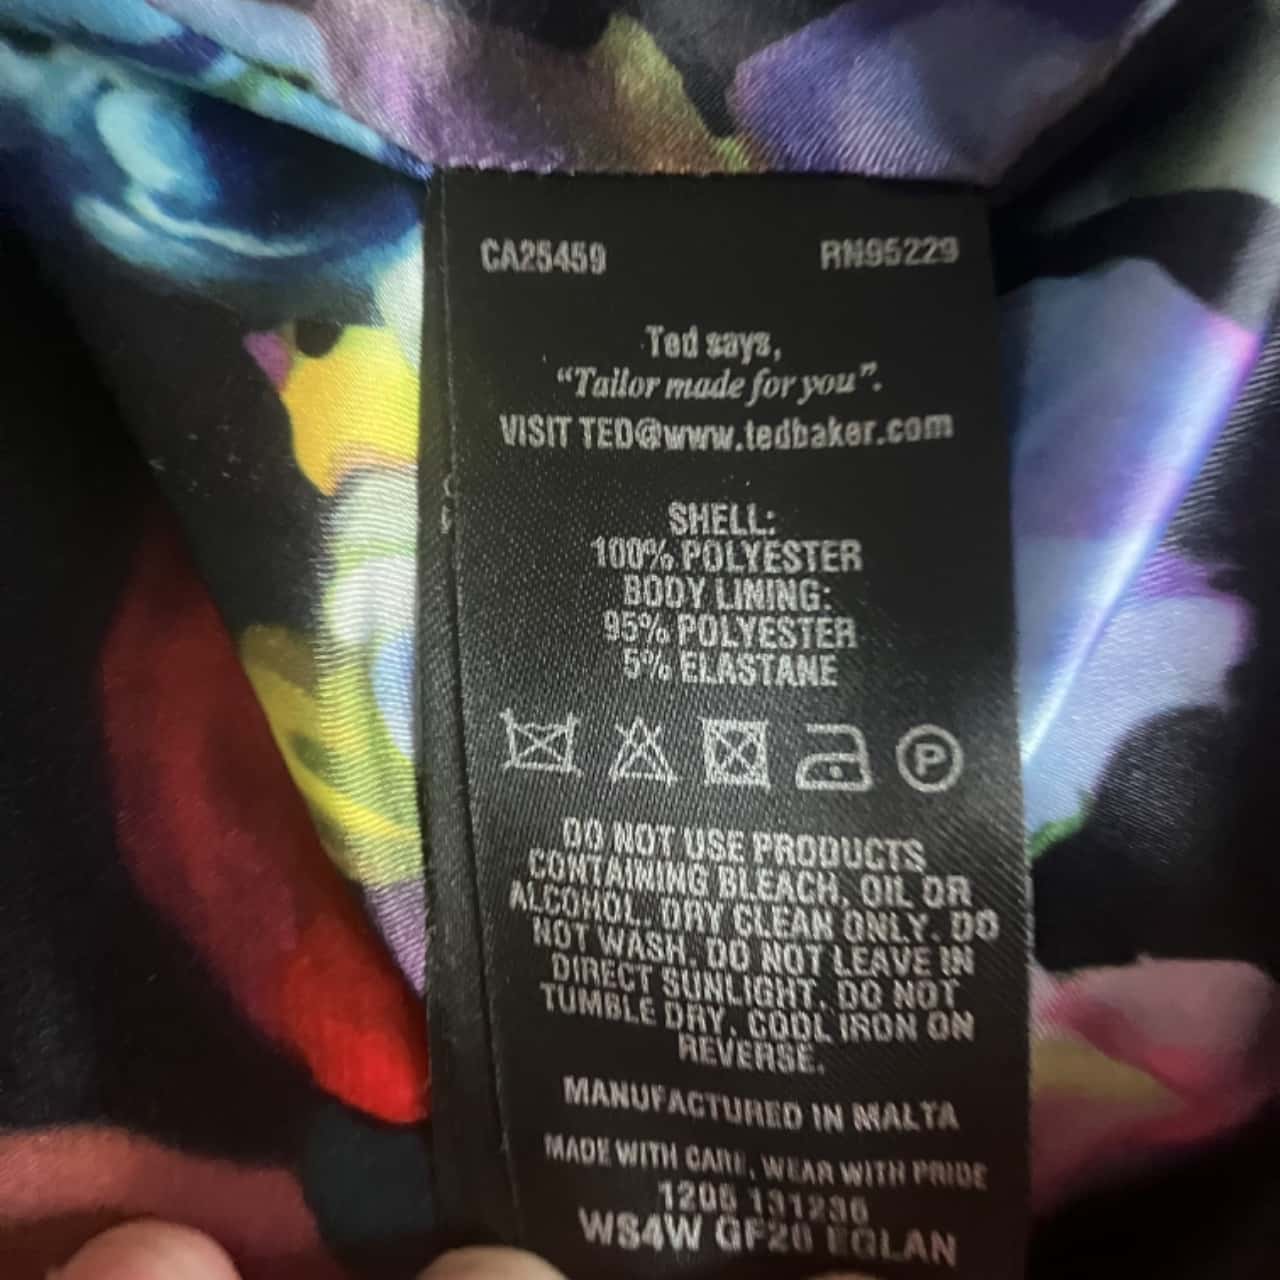 CA25459 RN95229
Ted says,
“Tailor made for you”.
VISIT TED@www.tedbaker.com
SHELL:
100% POLYESTER
BODY LINING:
95% POLYESTER
5% ELASTANE
P
DO NOT USE PRODUCTS
CONTAINING BLEACH, OIL OR
ALCOHOL. DRY CLEAN ONLY. DO
NOT WASH. DO NOT LEAVE IN
DIRECT SUNLIGHT. DO NOT
TUMBLE DRY. COOL IRON ON
REVERSE.
MANUFACTURED IN MALTA
MADE WITH CARE, WEAR WITH PRIDE
1206 131236
WS4W GF20 EGLAN